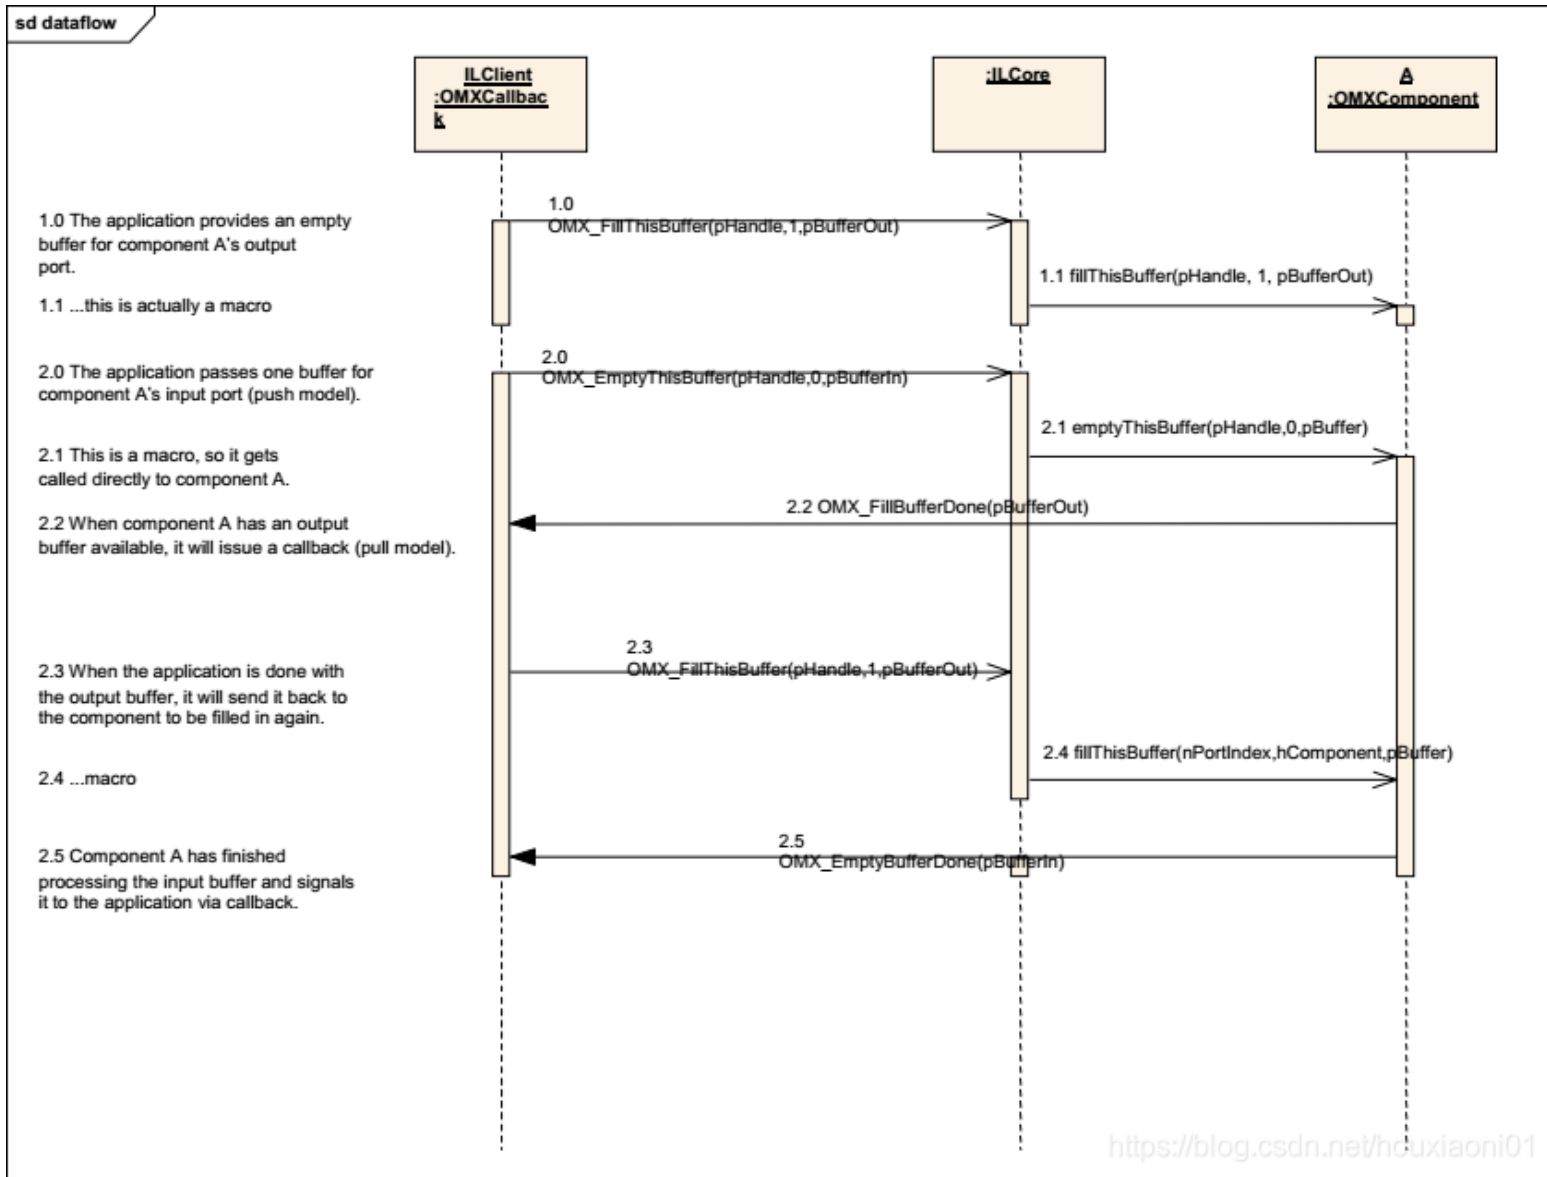 sd dataflow
ILClient
:OMXCallbac
k
:ILCore
A
:OMXComponent
1.0 The application provides an empty
buffer for component A's output
port.
1.0
OMX_FillThisBuffer(pHandle,1,pBufferOut)
1.1 fillThisBuffer(pHandle, 1, pBufferOut)
1.1 ...this is actually a macro
2.0 The application passes one buffer for
component A's input port (push model).
2.0
OMX_EmptyThisBuffer(pHandle,0,pBufferIn)
2.1 emptyThisBuffer(pHandle,0,pBuffer)
2.1 This is a macro, so it gets
called directly to component A.
2.2 OMX_FillBufferDone(pBufferOut)
2.2 When component A has an output
buffer available, it will issue a callback (pull model).
2.3
OMX_FillThisBuffer(pHandle,1,pBufferOut)
2.3 When the application is done with
the output buffer, it will send it back to
the component to be filled in again.
2.4 fillThisBuffer(nPortIndex,hComponent,pBuffer)
2.4 ...macro
2.5
OMX_EmptyBufferDone(pBufferIn)
2.5 Component A has finished
processing the input buffer and signals
it to the application via callback.
https://blog.csdn.net/houxiaoni01